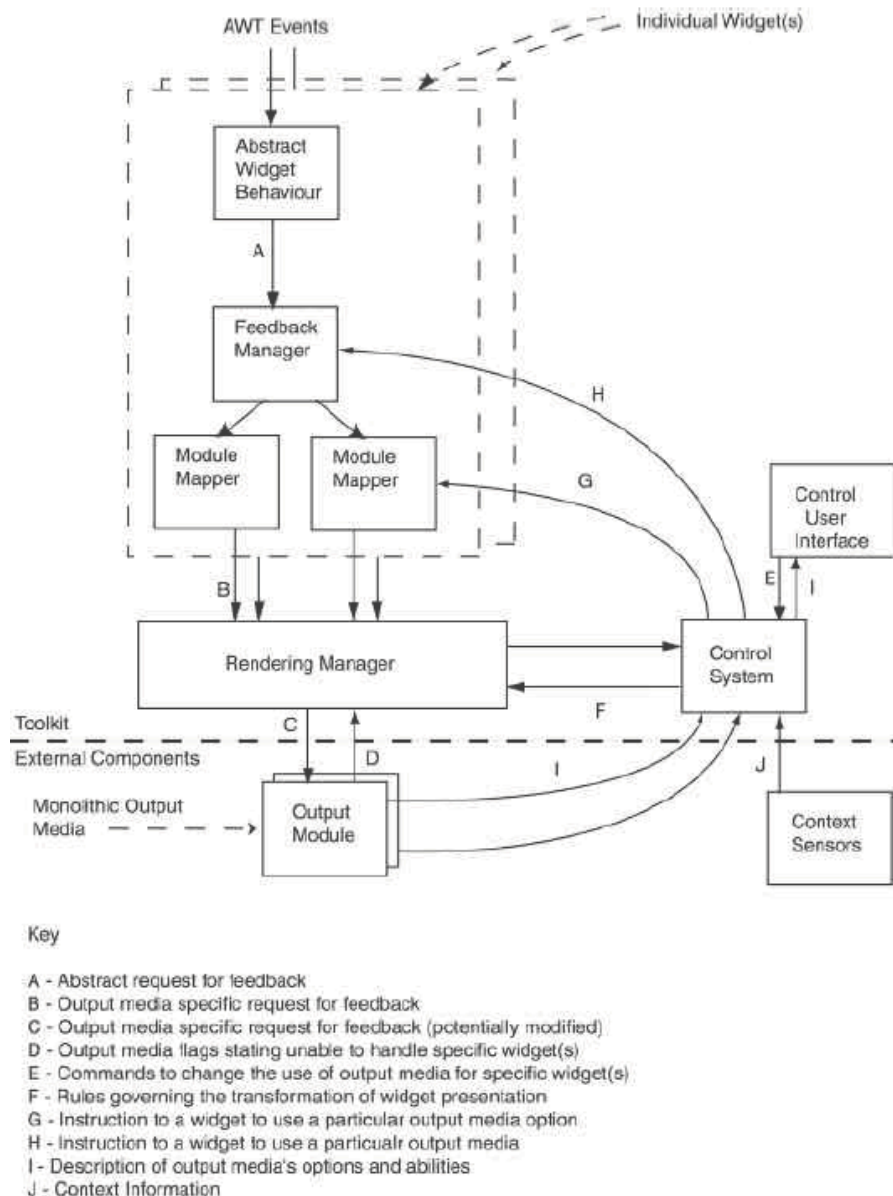 AWT Events
Individual Widget(s)
Abstract
Widget
Behaviour
A
Feedback
Manager
H
Module
Mapper
Module
Mapper
G
Control
User
Interface
B
E
I
Rendering Manager
Control
System
F
Toolkit
C
D
External Components
I
J
Monolithic Output
Media
Output
Module
Context
Sensors
Key
A - Abstract request for feedback
B - Output media specific request for feedback
C - Output media specific request for feedback (potentially modified)
D - Output media flags stating unable to handle specific widget(s)
E - Commands to change the use of output media for specific widget(s)
F - Rules governing the transformation of widget presentation
G - Instruction to a widget to use a particular output media option
H - Instruction to a widget to use a particualr output media
I - Description of output media's options and abilities
J - Context Information